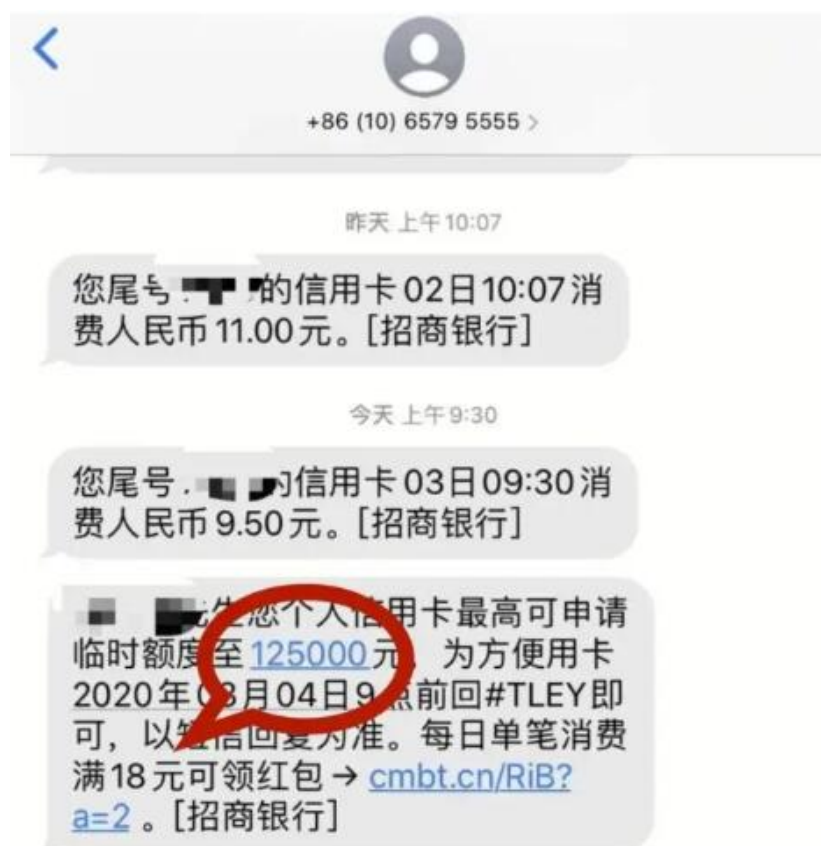 +86 (10) 6579 5555 >
昨天 上午10:07
您尾号 的信用卡02日10:07消
费人民币11.00元。[招商银行]
今天 上午9:30
您尾号 的信用卡03日09:30消
费人民币9.50元。[招商银行]
先生您个人信用卡最高可申请
临时额度至125000元，为方便用卡
2020年03月04日9点前回#TLEY即
可，以短信回复为准。每日单笔消费
满18元可领红包→ cmbt.cn/RiB?
a=2 。[招商银行]